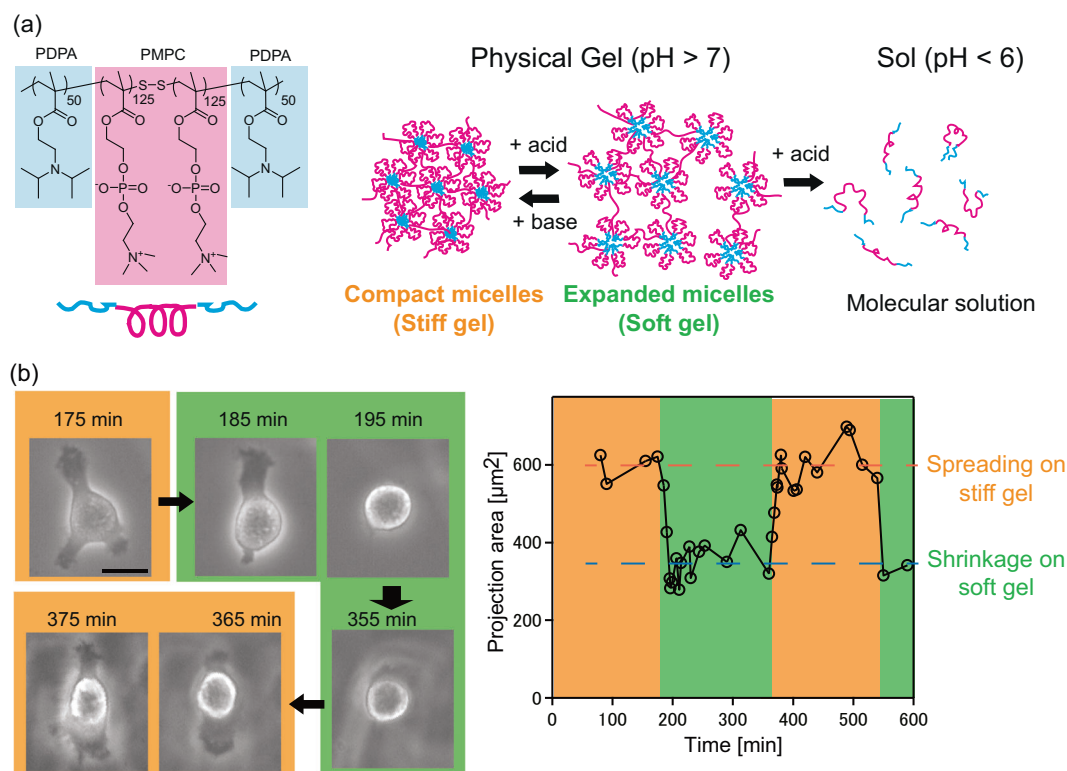 (a)
PDPA PMPC PDPA
50 125 S–S 125 50
O O O O
O O O O
N N
⁻O–P=O ⁻O–P=O
O O O O
N⁺ N⁺
Physical Gel (pH > 7)
Sol (pH < 6)
+ acid
+ base
+ acid
Compact micelles
(Stiff gel)
Expanded micelles
(Soft gel)
Molecular solution
(b)
175 min
185 min
195 min
375 min
365 min
355 min
Projection area [µm²]
600
400
200
0
0 100 200 300 400 500 600
Time [min]
Spreading on
stiff gel
Shrinkage on
soft gel